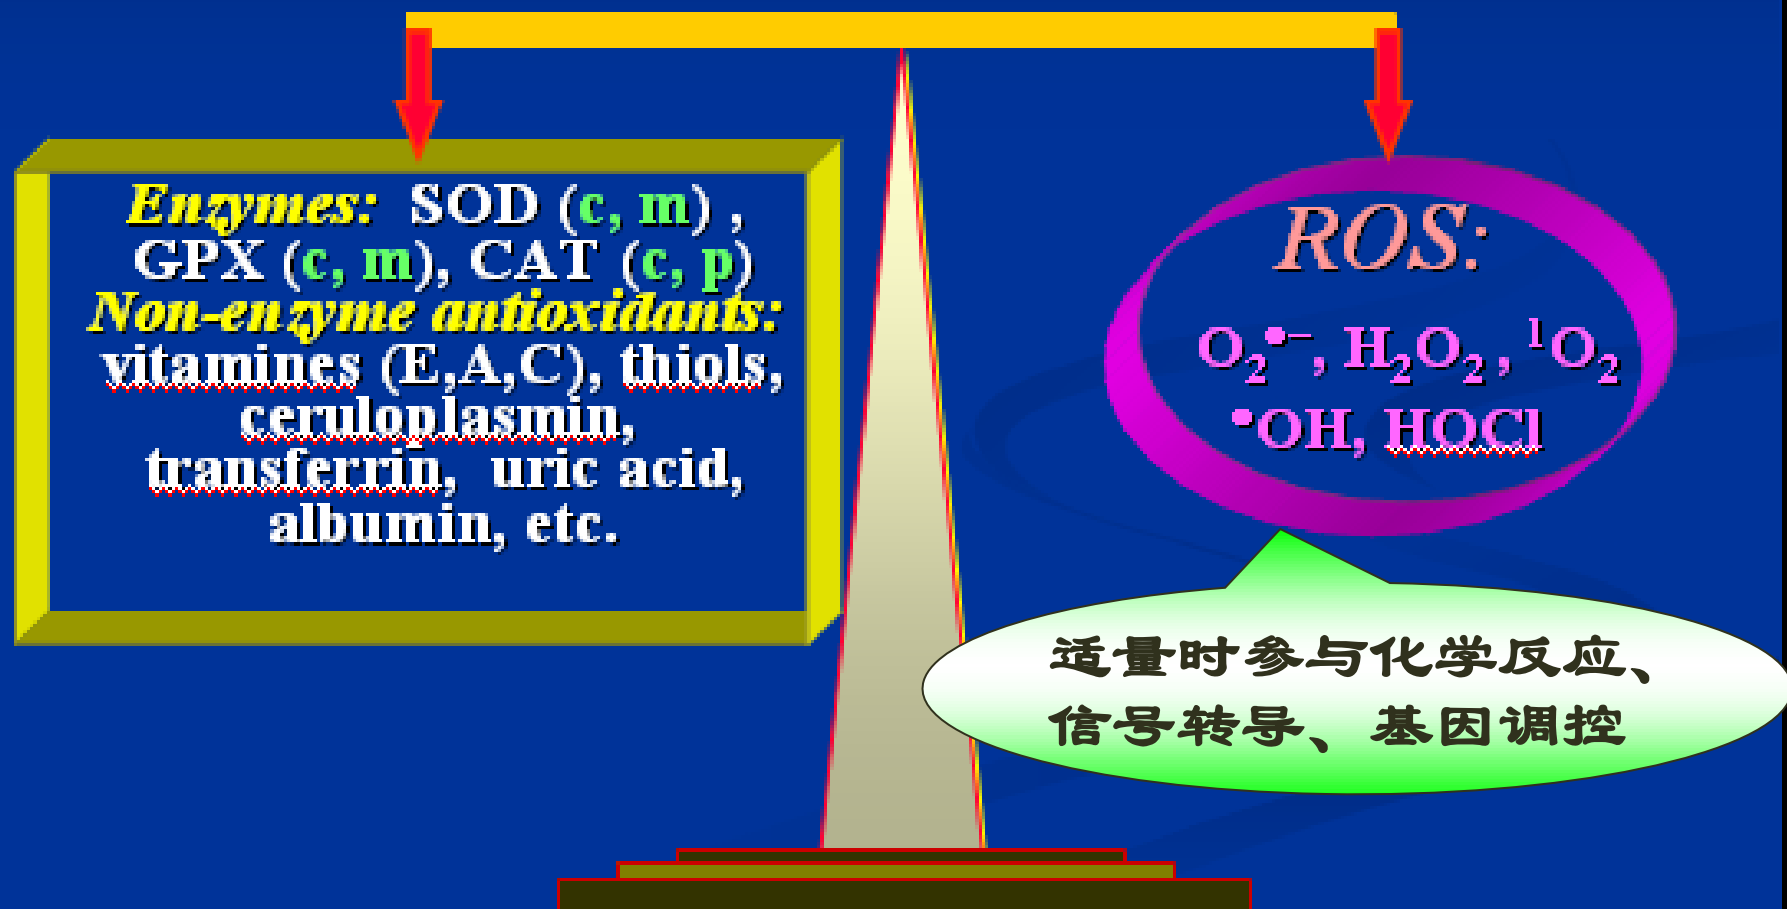 Enzymes: SOD (c, m) ,
GPX (c, m), CAT (c, p)
Non-enzyme antioxidants:
vitamines (E,A,C), thiols,
ceruloplasmin,
transferrin, uric acid,
albumin, etc.
ROS:
O₂•⁻, H₂O₂ , ¹O₂
•OH, HOCl
适量时参与化学反应、
信号转导、基因调控